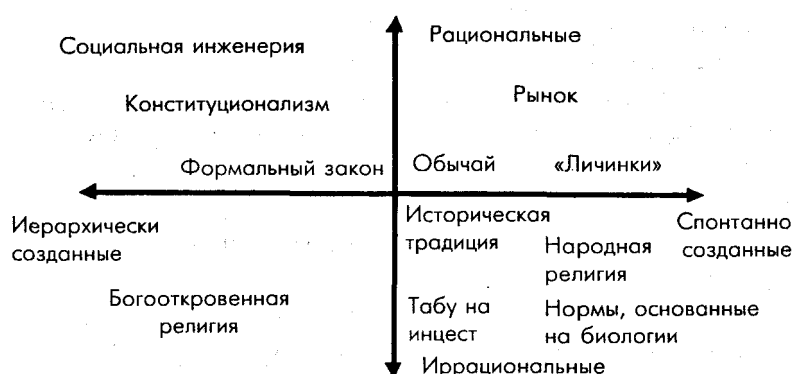 Социальная инженерия
Рациональные
Конституционализм
Рынок
Формальный закон
Обычай
«Личинки»
Иерархически
созданные
Историческая
традиция
Спонтанно
созданные
Народная
религия
Богооткровенная
религия
Табу на
инцест
Нормы, основанные
на биологии
Иррациональные